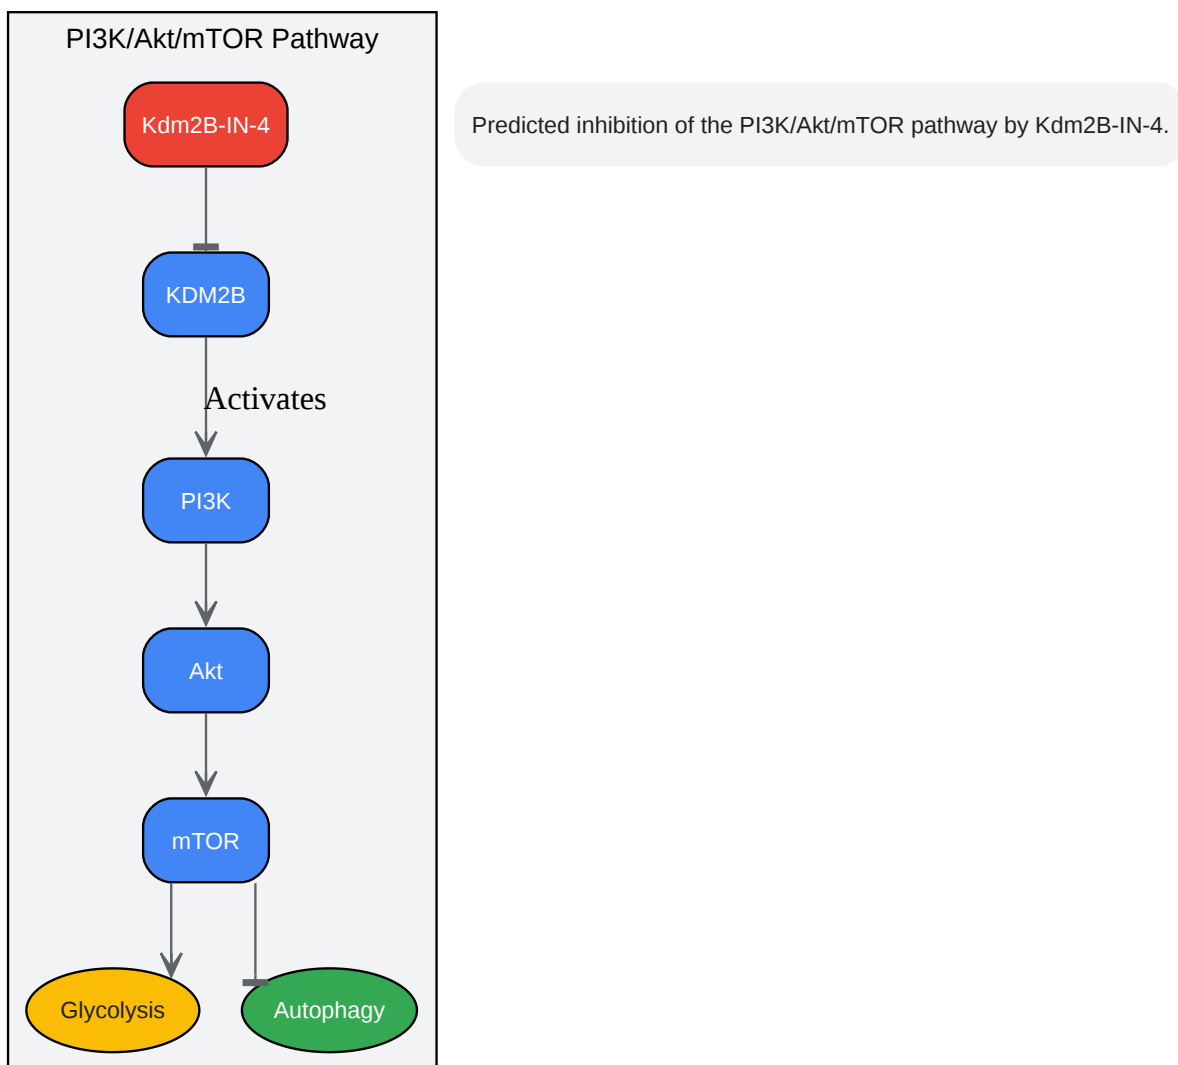 PI3K/Akt/mTOR Pathway
Kdm2B-IN-4
Predicted inhibition of the PI3K/Akt/mTOR pathway by Kdm2B-IN-4.
KDM2B
Activates
PI3K
Akt
mTOR
Glycolysis
Autophagy